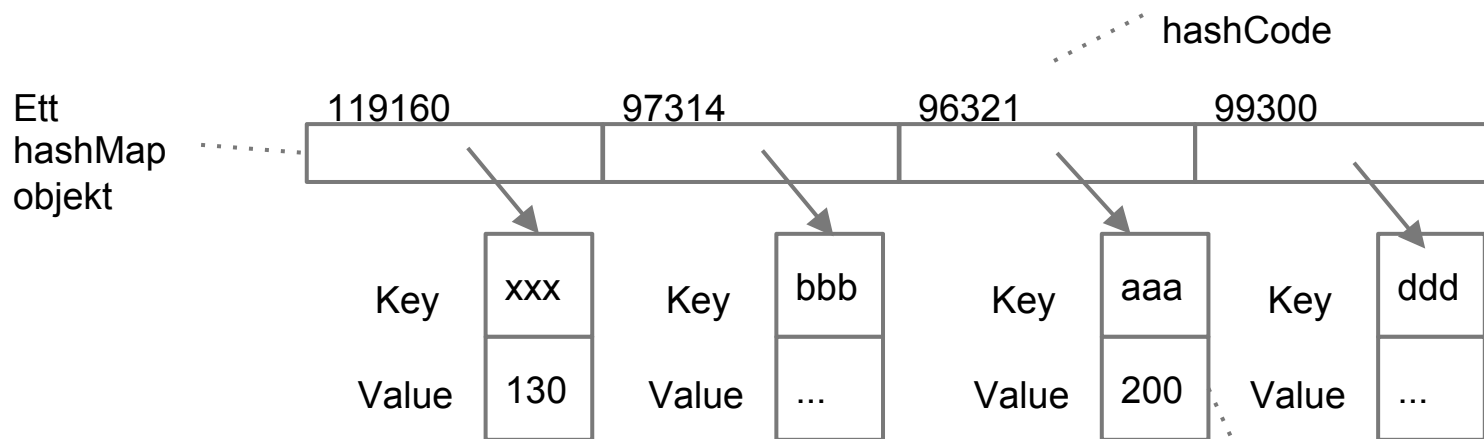 hashCode
Ett
hashMap
objekt
119160 97314 96321 99300
Key xxx Key bbb Key aaa Key ddd
Value 130 Value ... Value 200 Value ...